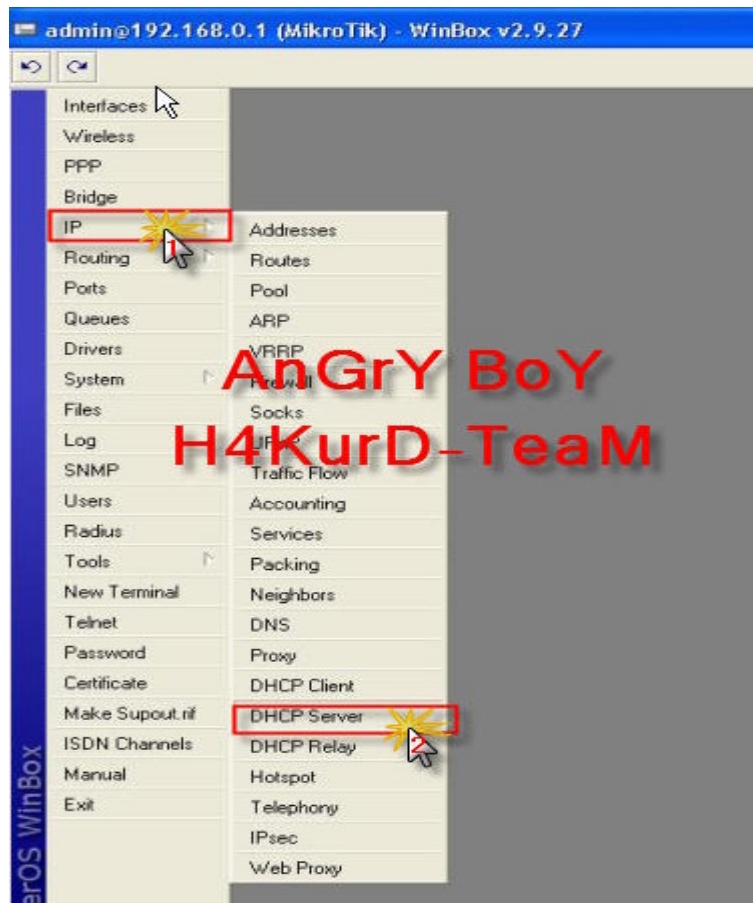 admin@192.168.0.1 (MikroTik) - WinBox v2.9.27
Interfaces
Wireless
PPP
Bridge
IP
1
Routing
Ports
Queues
Drivers
System
Files
Log
SNMP
Users
Radius
Tools
New Terminal
Telnet
Password
Certificate
Make Supout.rif
ISDN Channels
Manual
Exit
Addresses
Routes
Pool
ARP
VRRP
Firewall
Socks
Traffic Flow
Accounting
Services
Packing
Neighbors
DNS
Proxy
DHCP Client
DHCP Server
2
DHCP Relay
Hotspot
Telephony
IPsec
Web Proxy
AnGrY BoY
H4KurD-TeaM
erOS WinBox